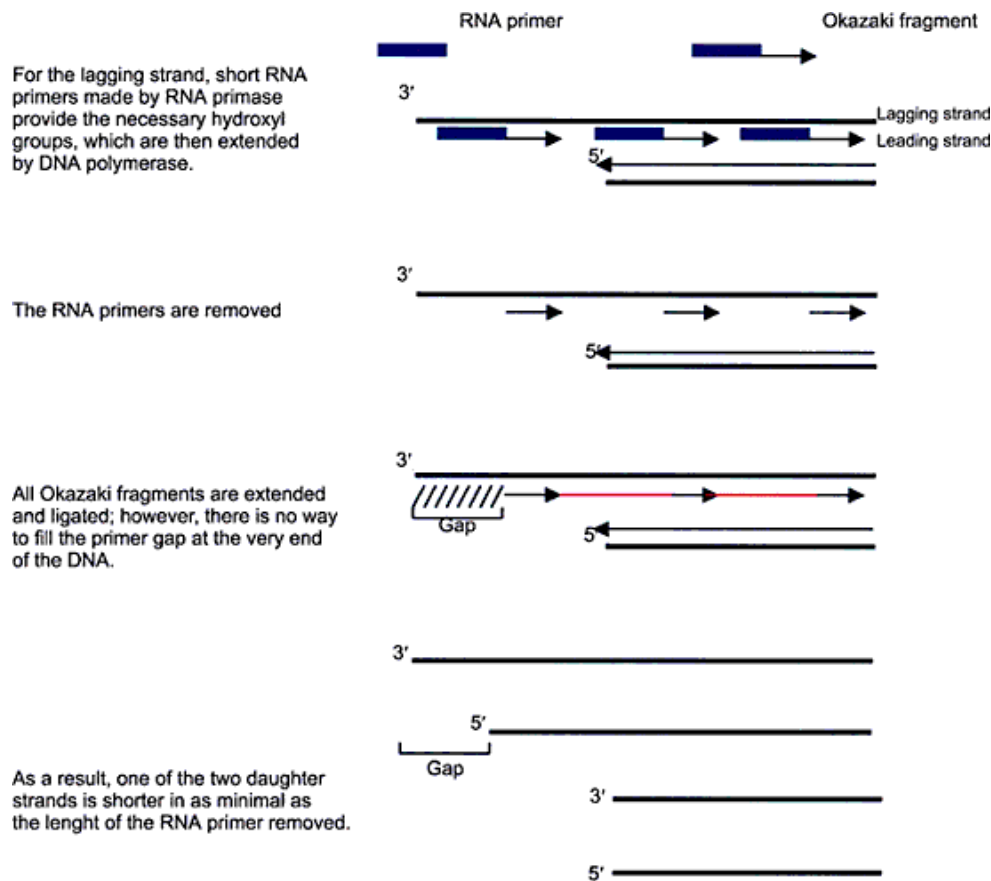 RNA primer
Okazaki fragment
For the lagging strand, short RNA
primers made by RNA primase
provide the necessary hydroxyl
groups, which are then extended
by DNA polymerase.
3′
Lagging strand
Leading strand
5′
3′
The RNA primers are removed
5′
3′
All Okazaki fragments are extended
and ligated; however, there is no way
to fill the primer gap at the very end
of the DNA.
Gap
5′
3′
5′
Gap
As a result, one of the two daughter
strands is shorter in as minimal as
the lenght of the RNA primer removed.
3′
5′